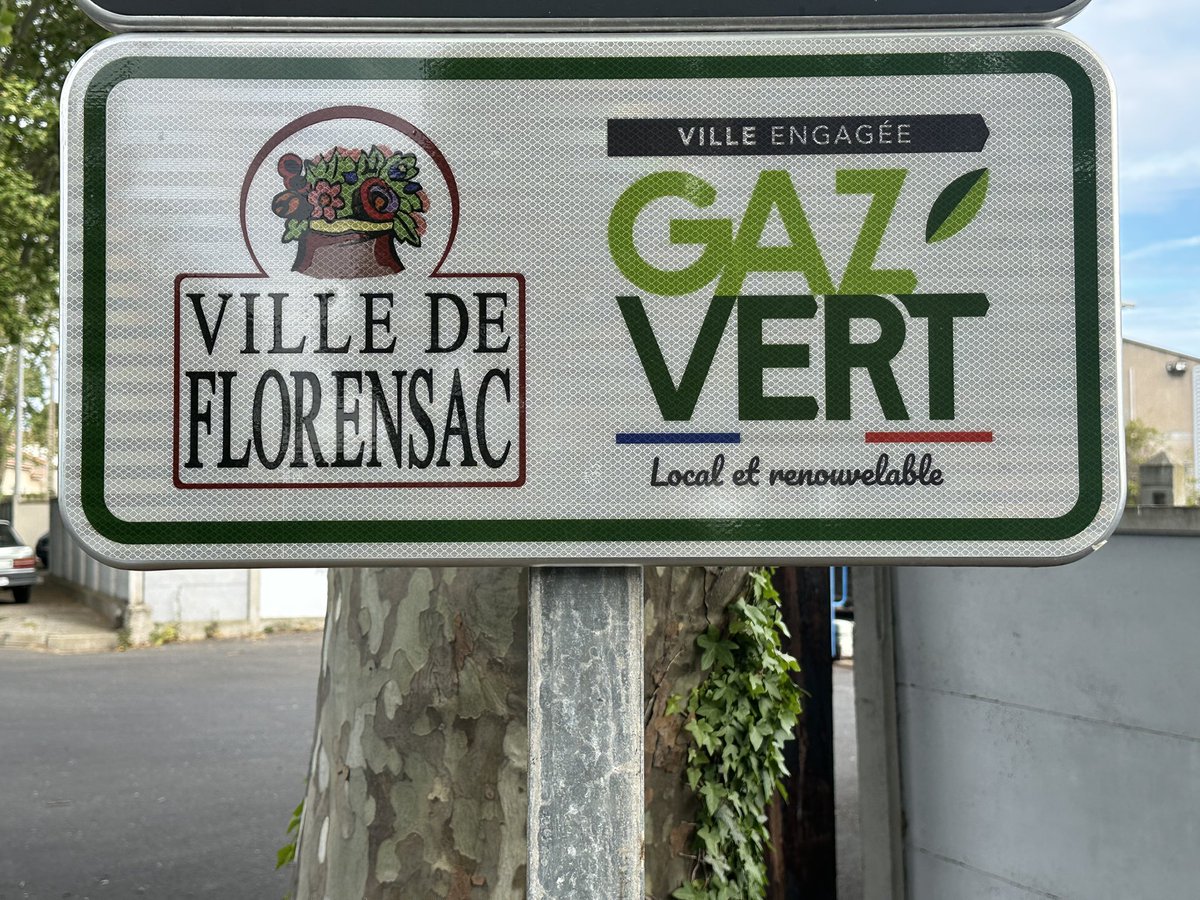 VILLE DE
FLORENSAC
VILLE ENGAGÉE
GAZ
VERT
Local et renouvelable